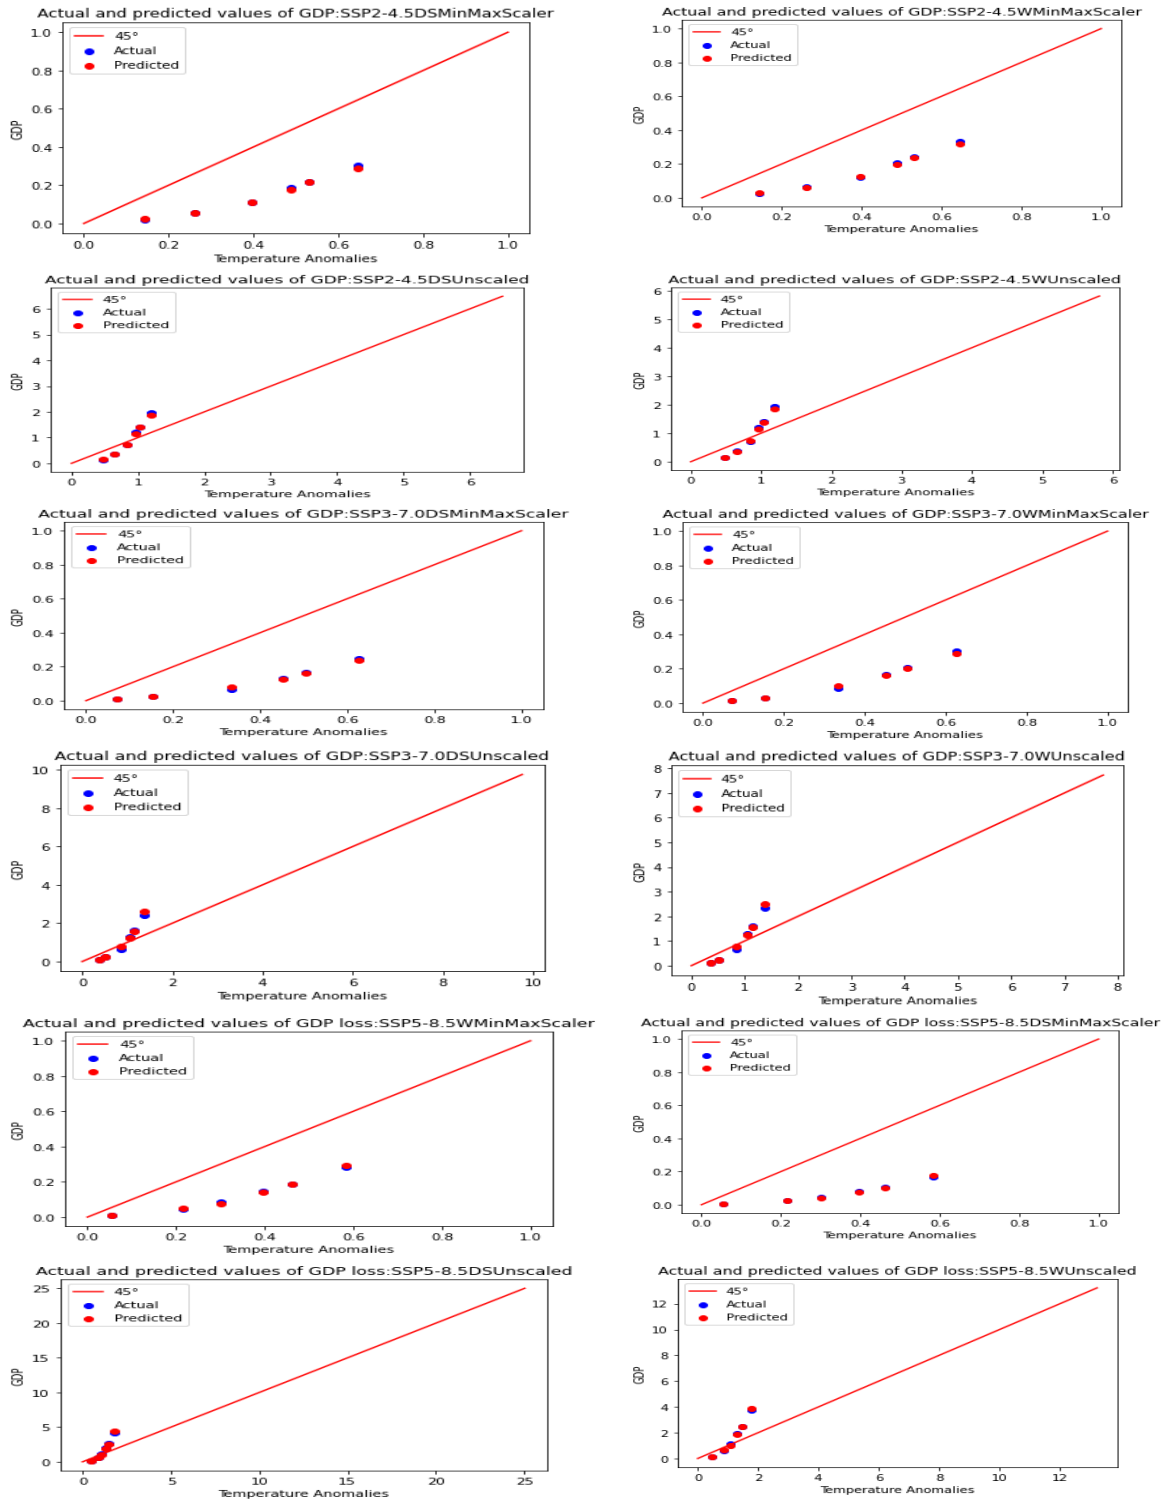 Actual and predicted values of GDP:SSP2-4.5DSMinMaxScaler
1.0
0.8
0.6
0.4
0.2
0.0
GDP
45°
Actual
Predicted
0.0 0.2 0.4 0.6 0.8 1.0
Temperature Anomalies
Actual and predicted values of GDP:SSP2-4.5WMinMaxScaler
1.0
0.8
0.6
0.4
0.2
0.0
GDP
45°
Actual
Predicted
0.0 0.2 0.4 0.6 0.8 1.0
Temperature Anomalies
Actual and predicted values of GDP:SSP2-4.5DSUnscaled
6
5
4
3
2
1
0
GDP
45°
Actual
Predicted
0 1 2 3 4 5 6
Temperature Anomalies
Actual and predicted values of GDP:SSP2-4.5WUnscaled
6
5
4
3
2
1
0
GDP
45°
Actual
Predicted
0 1 2 3 4 5 6
Temperature Anomalies
Actual and predicted values of GDP:SSP3-7.0DSMinMaxScaler
1.0
0.8
0.6
0.4
0.2
0.0
GDP
45°
Actual
Predicted
0.0 0.2 0.4 0.6 0.8 1.0
Temperature Anomalies
Actual and predicted values of GDP:SSP3-7.0WMinMaxScaler
1.0
0.8
0.6
0.4
0.2
0.0
GDP
45°
Actual
Predicted
0.0 0.2 0.4 0.6 0.8 1.0
Temperature Anomalies
Actual and predicted values of GDP:SSP3-7.0DSUnscaled
10
8
6
4
2
0
GDP
45°
Actual
Predicted
0 2 4 6 8 10
Temperature Anomalies
Actual and predicted values of GDP:SSP3-7.0WUnscaled
8
7
6
5
4
3
2
1
0
GDP
45°
Actual
Predicted
0 1 2 3 4 5 6 7 8
Temperature Anomalies
Actual and predicted values of GDP loss:SSP5-8.5WMinMaxScaler
1.0
0.8
0.6
0.4
0.2
0.0
GDP
45°
Actual
Predicted
0.0 0.2 0.4 0.6 0.8 1.0
Temperature Anomalies
Actual and predicted values of GDP loss:SSP5-8.5DSMinMaxScaler
1.0
0.8
0.6
0.4
0.2
0.0
GDP
45°
Actual
Predicted
0.0 0.2 0.4 0.6 0.8 1.0
Temperature Anomalies
Actual and predicted values of GDP loss:SSP5-8.5DSUnscaled
25
20
15
10
5
0
GDP
45°
Actual
Predicted
0 5 10 15 20 25
Temperature Anomalies
Actual and predicted values of GDP loss:SSP5-8.5WUnscaled
12
10
8
6
4
2
0
GDP
45°
Actual
Predicted
0 2 4 6 8 10 12
Temperature Anomalies